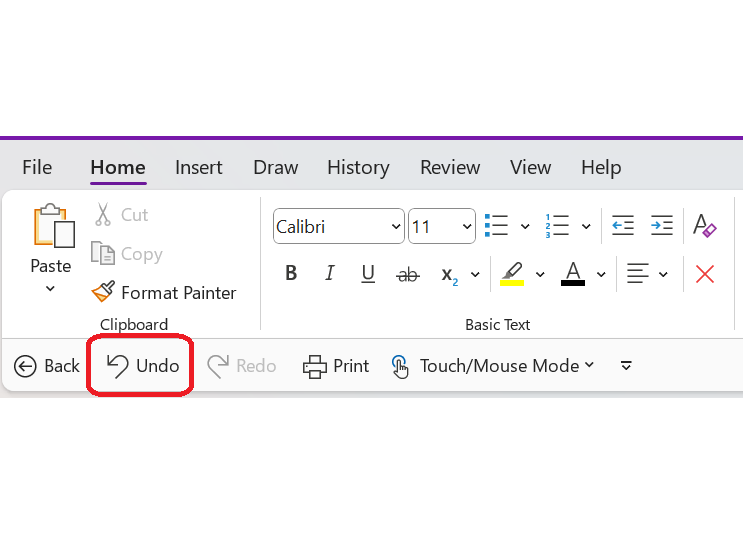 File Home Insert Draw History Review View Help
Cut
Copy
Paste
Format Painter
Clipboard
Calibri 11
B I U ab x2 A
Basic Text
Back Undo Redo Print Touch/Mouse Mode